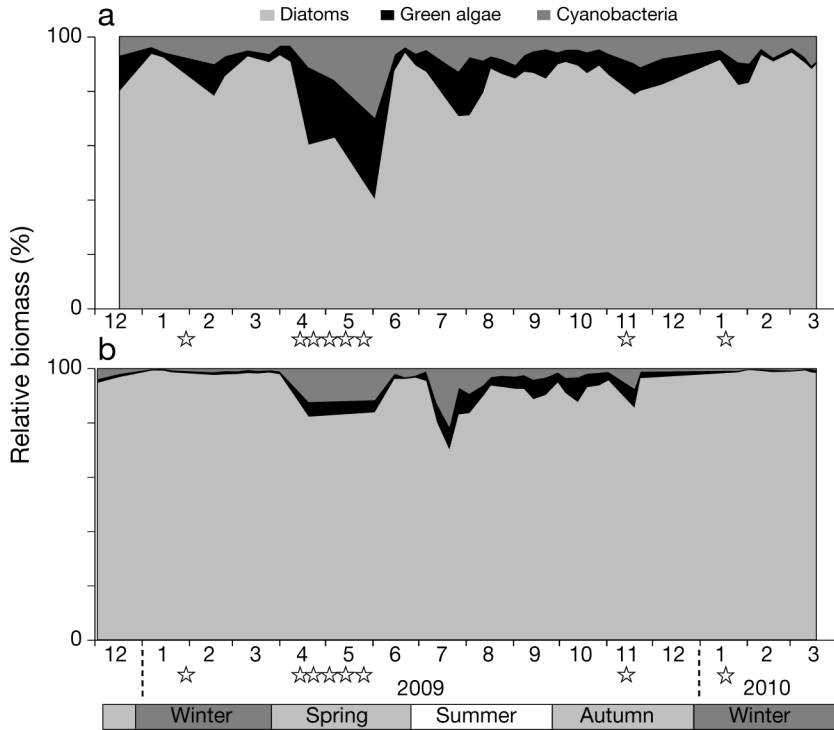 Diatoms Green algae Cyanobacteria
a
100
0
12 1 2 3 4 5 6 7 8 9 10 11 12 1 2 3
Relative biomass (%)
b
100
0
12 1 2 3 4 5 6 7 8 9 10 11 12 1 2 3
2009 2010
Winter Spring Summer Autumn Winter